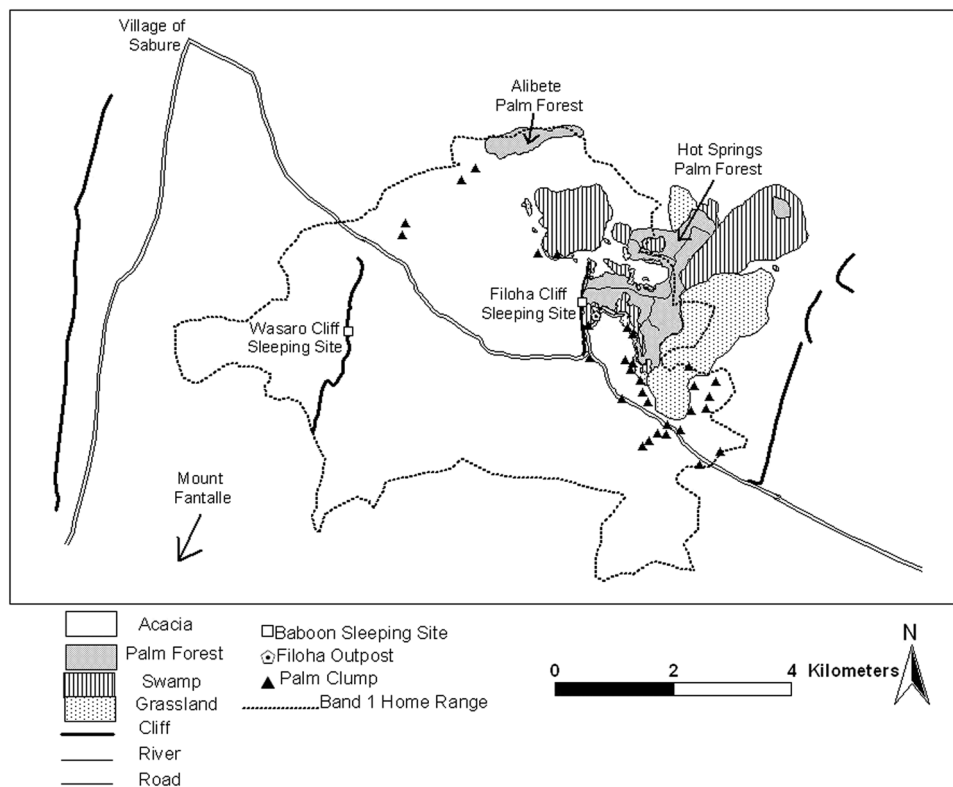 Village of
Sabure
Alibete
Palm Forest
Hot Springs
Palm Forest
Filoha Cliff
Sleeping Site
Wasaro Cliff
Sleeping Site
Mount
Fantalle
Acacia
Palm Forest
Swamp
Grassland
Cliff
River
Road
Baboon Sleeping Site
Filoha Outpost
Palm Clump
Band 1 Home Range
0 2 4 Kilometers
N